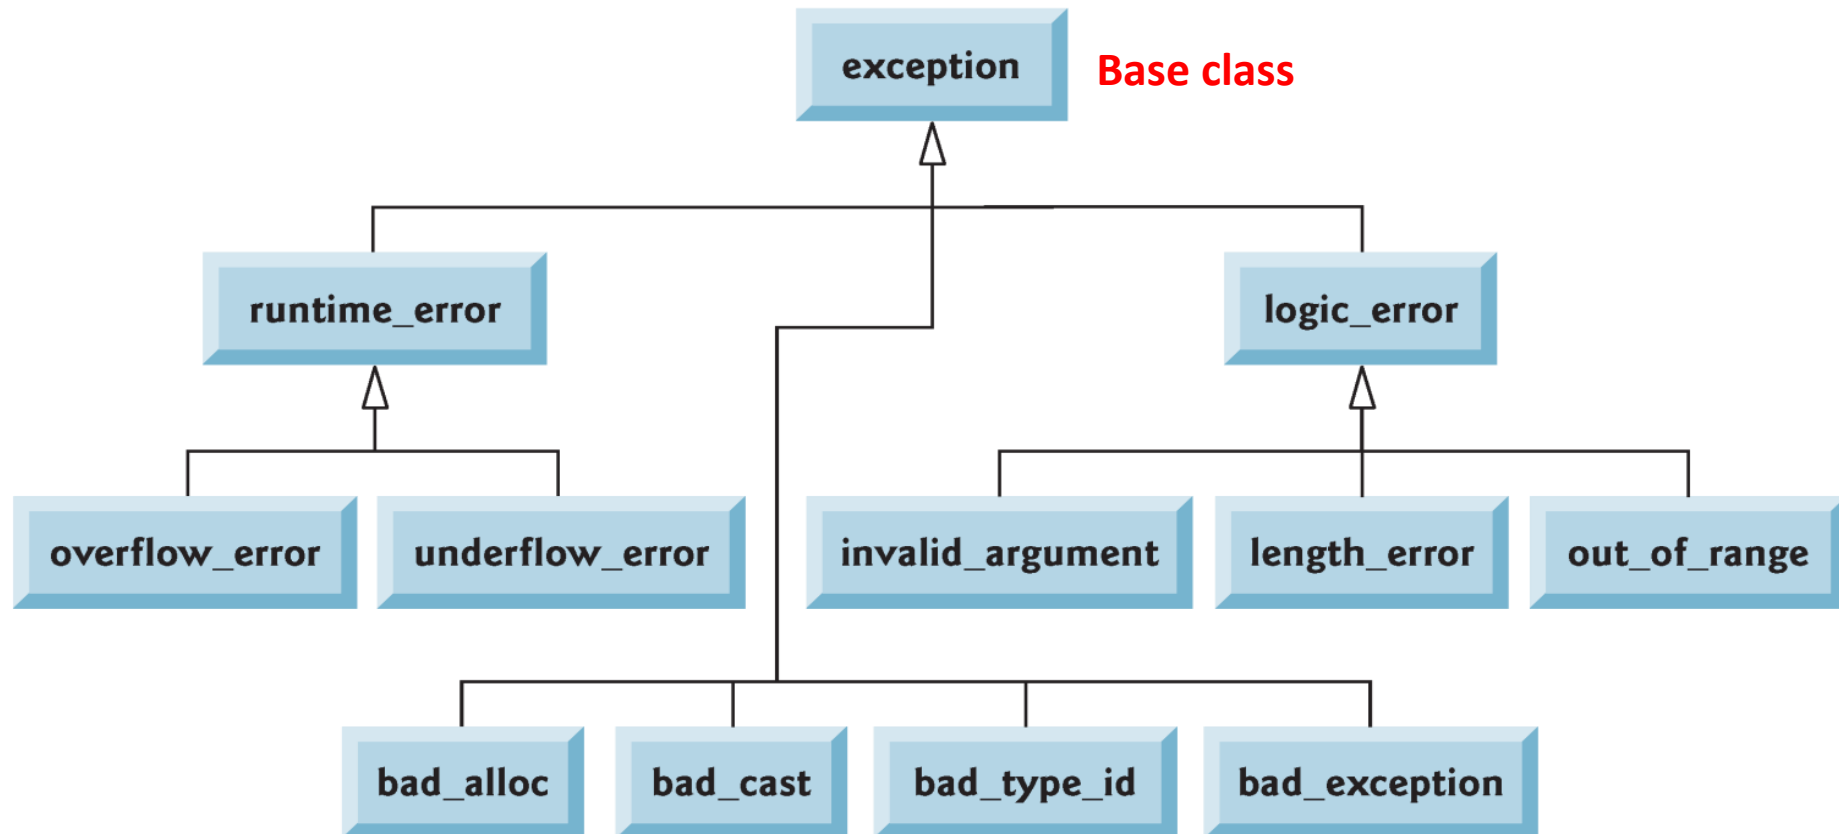 exception
Base class
runtime_error
logic_error
overflow_error
underflow_error
invalid_argument
length_error
out_of_range
bad_alloc
bad_cast
bad_type_id
bad_exception